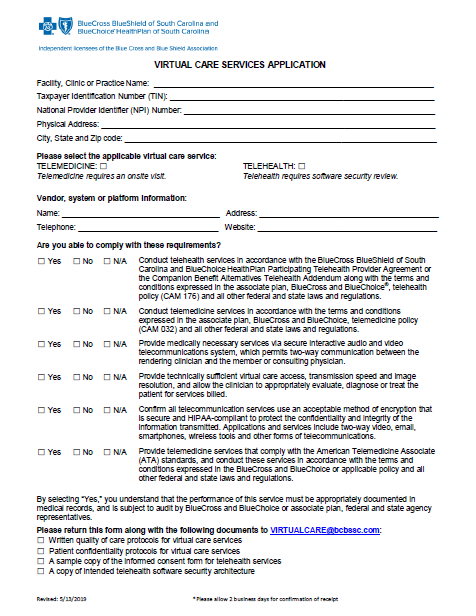 BlueCross BlueShield of South Carolina and
BlueChoice HealthPlan of South Carolina
Independent licensees of the Blue Cross and Blue Shield Association
VIRTUAL CARE SERVICES APPLICATION
Facility, Clinic or Practice Name:
Taxpayer Identification Number (TIN):
National Provider Identifier (NPI) Number:
Physical Address:
City, State and Zip code:
Please select the applicable virtual care service:
TELEMEDICINE: ☐ TELEHEALTH: ☐
Telemedicine requires an onsite visit. Telehealth requires software security review.
Vendor, system or platform information:
Name: Address:
Telephone: Website:
Are you able to comply with these requirements?
☐ Yes ☐ No ☐ N/A Conduct telehealth services in accordance with the BlueCross BlueShield of South
Carolina and BlueChoice HealthPlan Participating Telehealth Provider Agreement or
the Companion Benefit Alternatives Telehealth Addendum along with the terms and
conditions expressed in the associate plan, BlueCross and BlueChoice®, telehealth
policy (CAM 176) and all other federal and state laws and regulations.
☐ Yes ☐ No ☐ N/A Conduct telemedicine services in accordance with the terms and conditions
expressed in the associate plan, BlueCross and BlueChoice, telemedicine policy
(CAM 032) and all other federal and state laws and regulations.
☐ Yes ☐ No ☐ N/A Provide medically necessary services via secure interactive audio and video
telecommunications system, which permits two-way communication between the
rendering clinician and the member or consulting physician.
☐ Yes ☐ No ☐ N/A Provide technically sufficient virtual care access, transmission speed and image
resolution, and allow the clinician to appropriately evaluate, diagnose or treat the
patient for services billed.
☐ Yes ☐ No ☐ N/A Confirm all telecommunication services use an acceptable method of encryption that
is secure and HIPAA-compliant to protect the confidentiality and integrity of the
information transmitted. Applications and services include two-way video, email,
smartphones, wireless tools and other forms of telecommunications.
☐ Yes ☐ No ☐ N/A Provide telemedicine services that comply with the American Telemedicine Associate
(ATA) standards, and conduct these services in accordance with the terms and
conditions expressed in the BlueCross and BlueChoice or applicable policy and all
other federal and state laws and regulations.
By selecting “Yes,” you understand that the performance of this service must be appropriately documented in
medical records, and is subject to audit by BlueCross and BlueChoice or associate plan, federal and state agency
representatives.
Please return this form along with the following documents to VIRTUALCARE@bcbssc.com:
☐ Written quality of care protocols for virtual care services
☐ Patient confidentiality protocols for virtual care services
☐ A sample copy of the informed consent form for telehealth services
☐ A copy of intended telehealth software security architecture
Revised: 5/13/2019 *Please allow 2 business days for confirmation of receipt